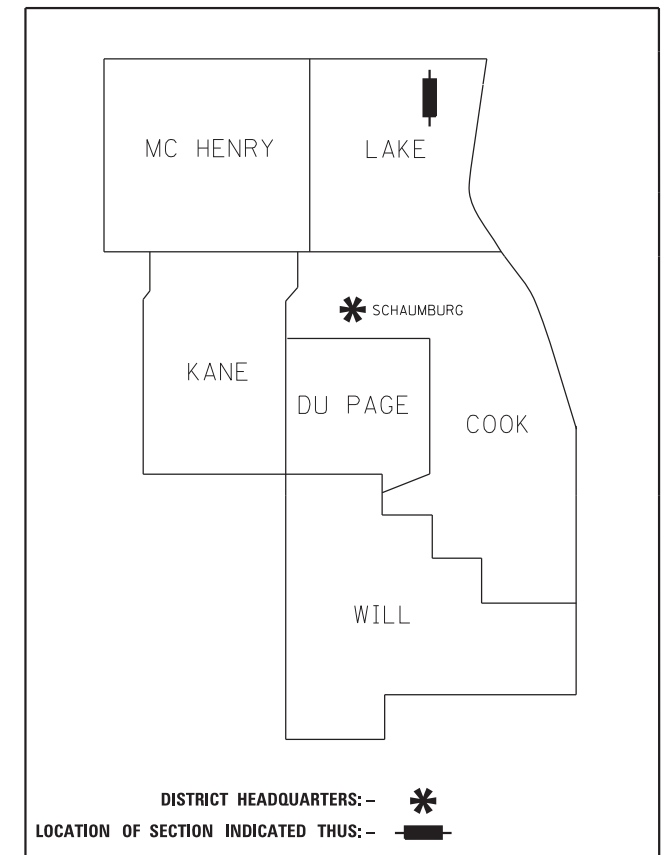 MC HENRY
LAKE
SCHAUMBURG
KANE
DU PAGE
COOK
WILL
DISTRICT HEADQUARTERS: -
LOCATION OF SECTION INDICATED THUS: -